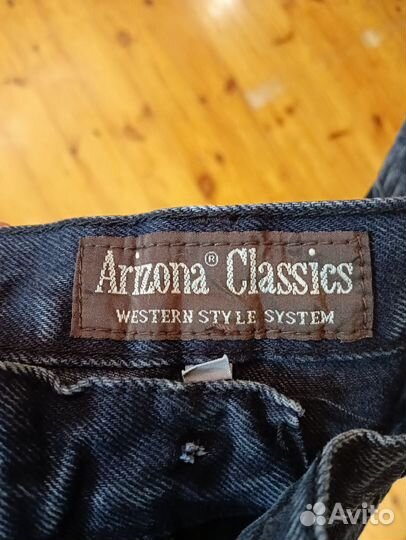 Arizona® Classics
WESTERN STYLE SYSTEM
Avito